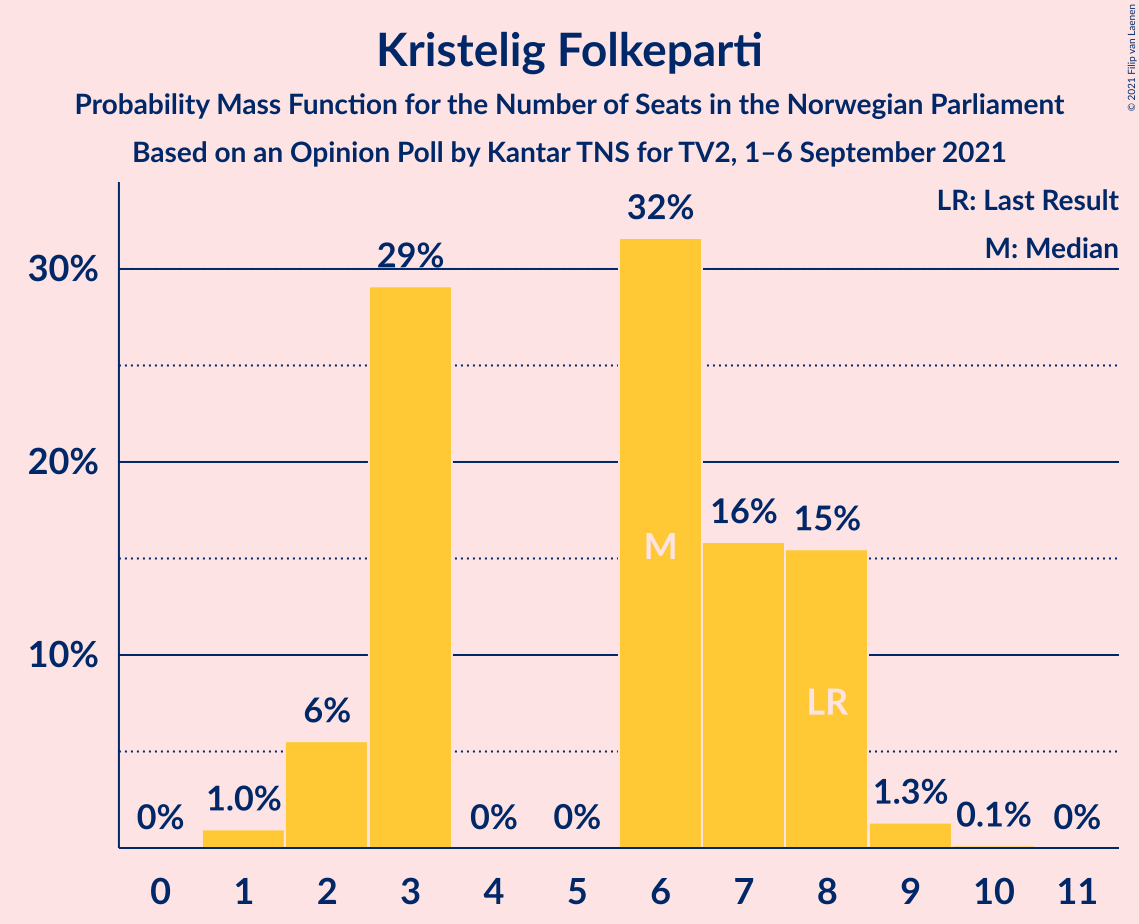 Kristelig Folkeparti
Probability Mass Function for the Number of Seats in the Norwegian Parliament
Based on an Opinion Poll by Kantar TNS for TV2, 1–6 September 2021
© 2021 Filip van Laenen
LR: Last Result
M: Median
30%
20%
10%
0%
1.0%
6%
29%
0%
0%
32%
16%
15%
1.3%
0.1%
0%
M
LR
0 1 2 3 4 5 6 7 8 9 10 11